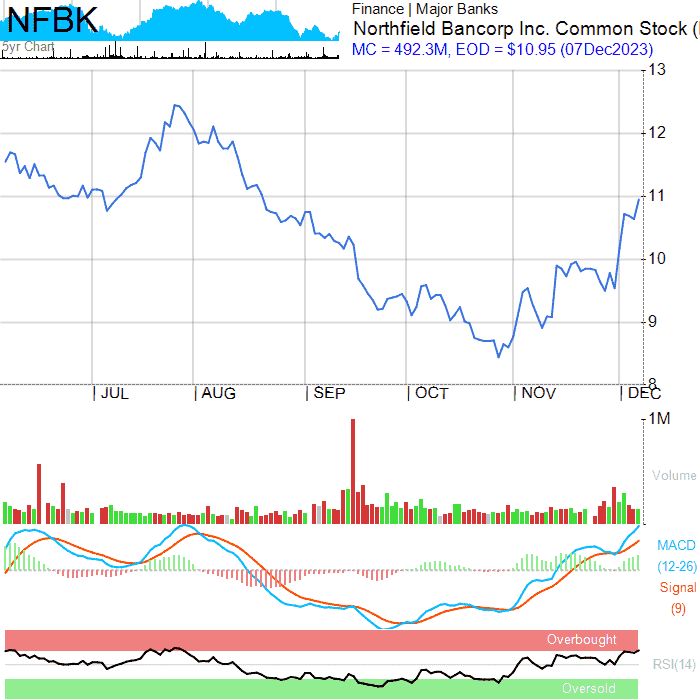 NFBK
5yr Chart
Finance | Major Banks
Northfield Bancorp Inc. Common Stock (
MC = 492.3M, EOD = $10.95 (07Dec2023)
13
12
11
10
9
8
JUL AUG SEP OCT NOV DEC
1M
Volume
MACD
(12-26)
Signal
(9)
Overbought
RSI(14)
Oversold